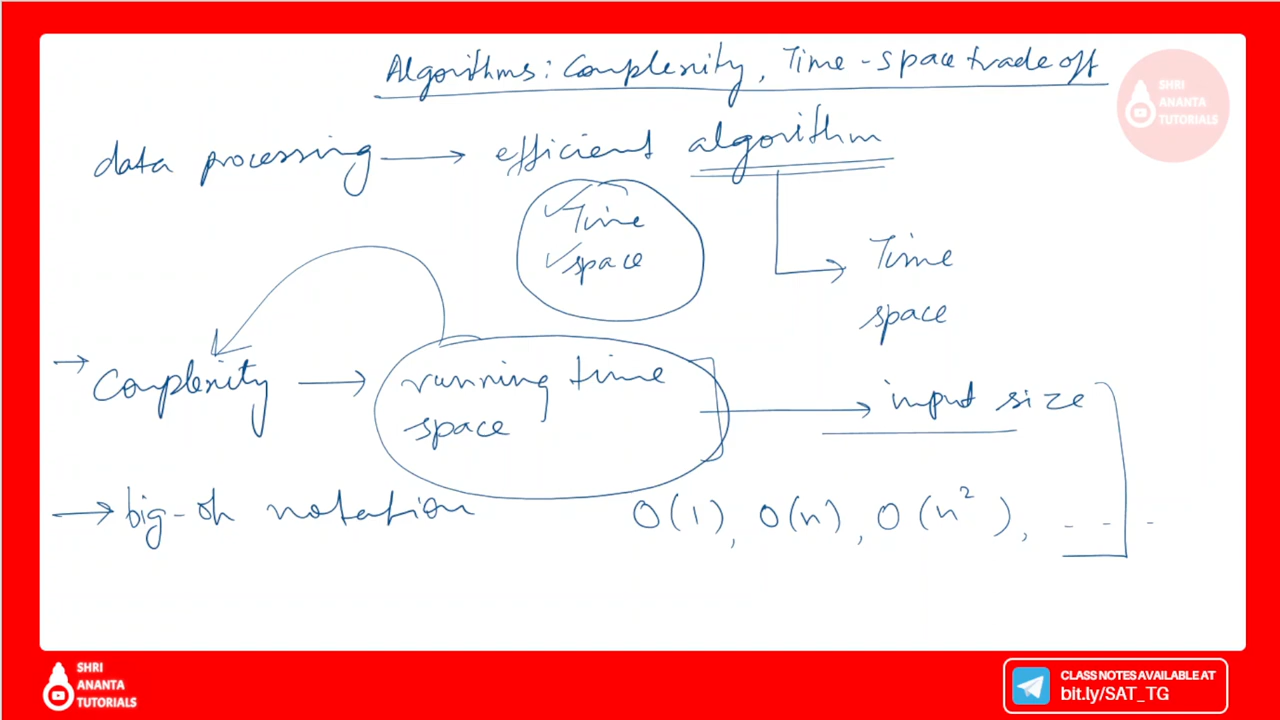 Algorithms: Complexity, Time-space trade off
SHRI
ANANTA
TUTORIALS
data processing → efficient algorithm
✓Time
✓space
Time
space
→ Complexity → running time
space
→ input size
→ big-oh notation O(1), O(n), O(n²), - - -
SHRI
ANANTA
TUTORIALS
CLASS NOTES AVAILABLE AT
bit.ly/SAT_TG